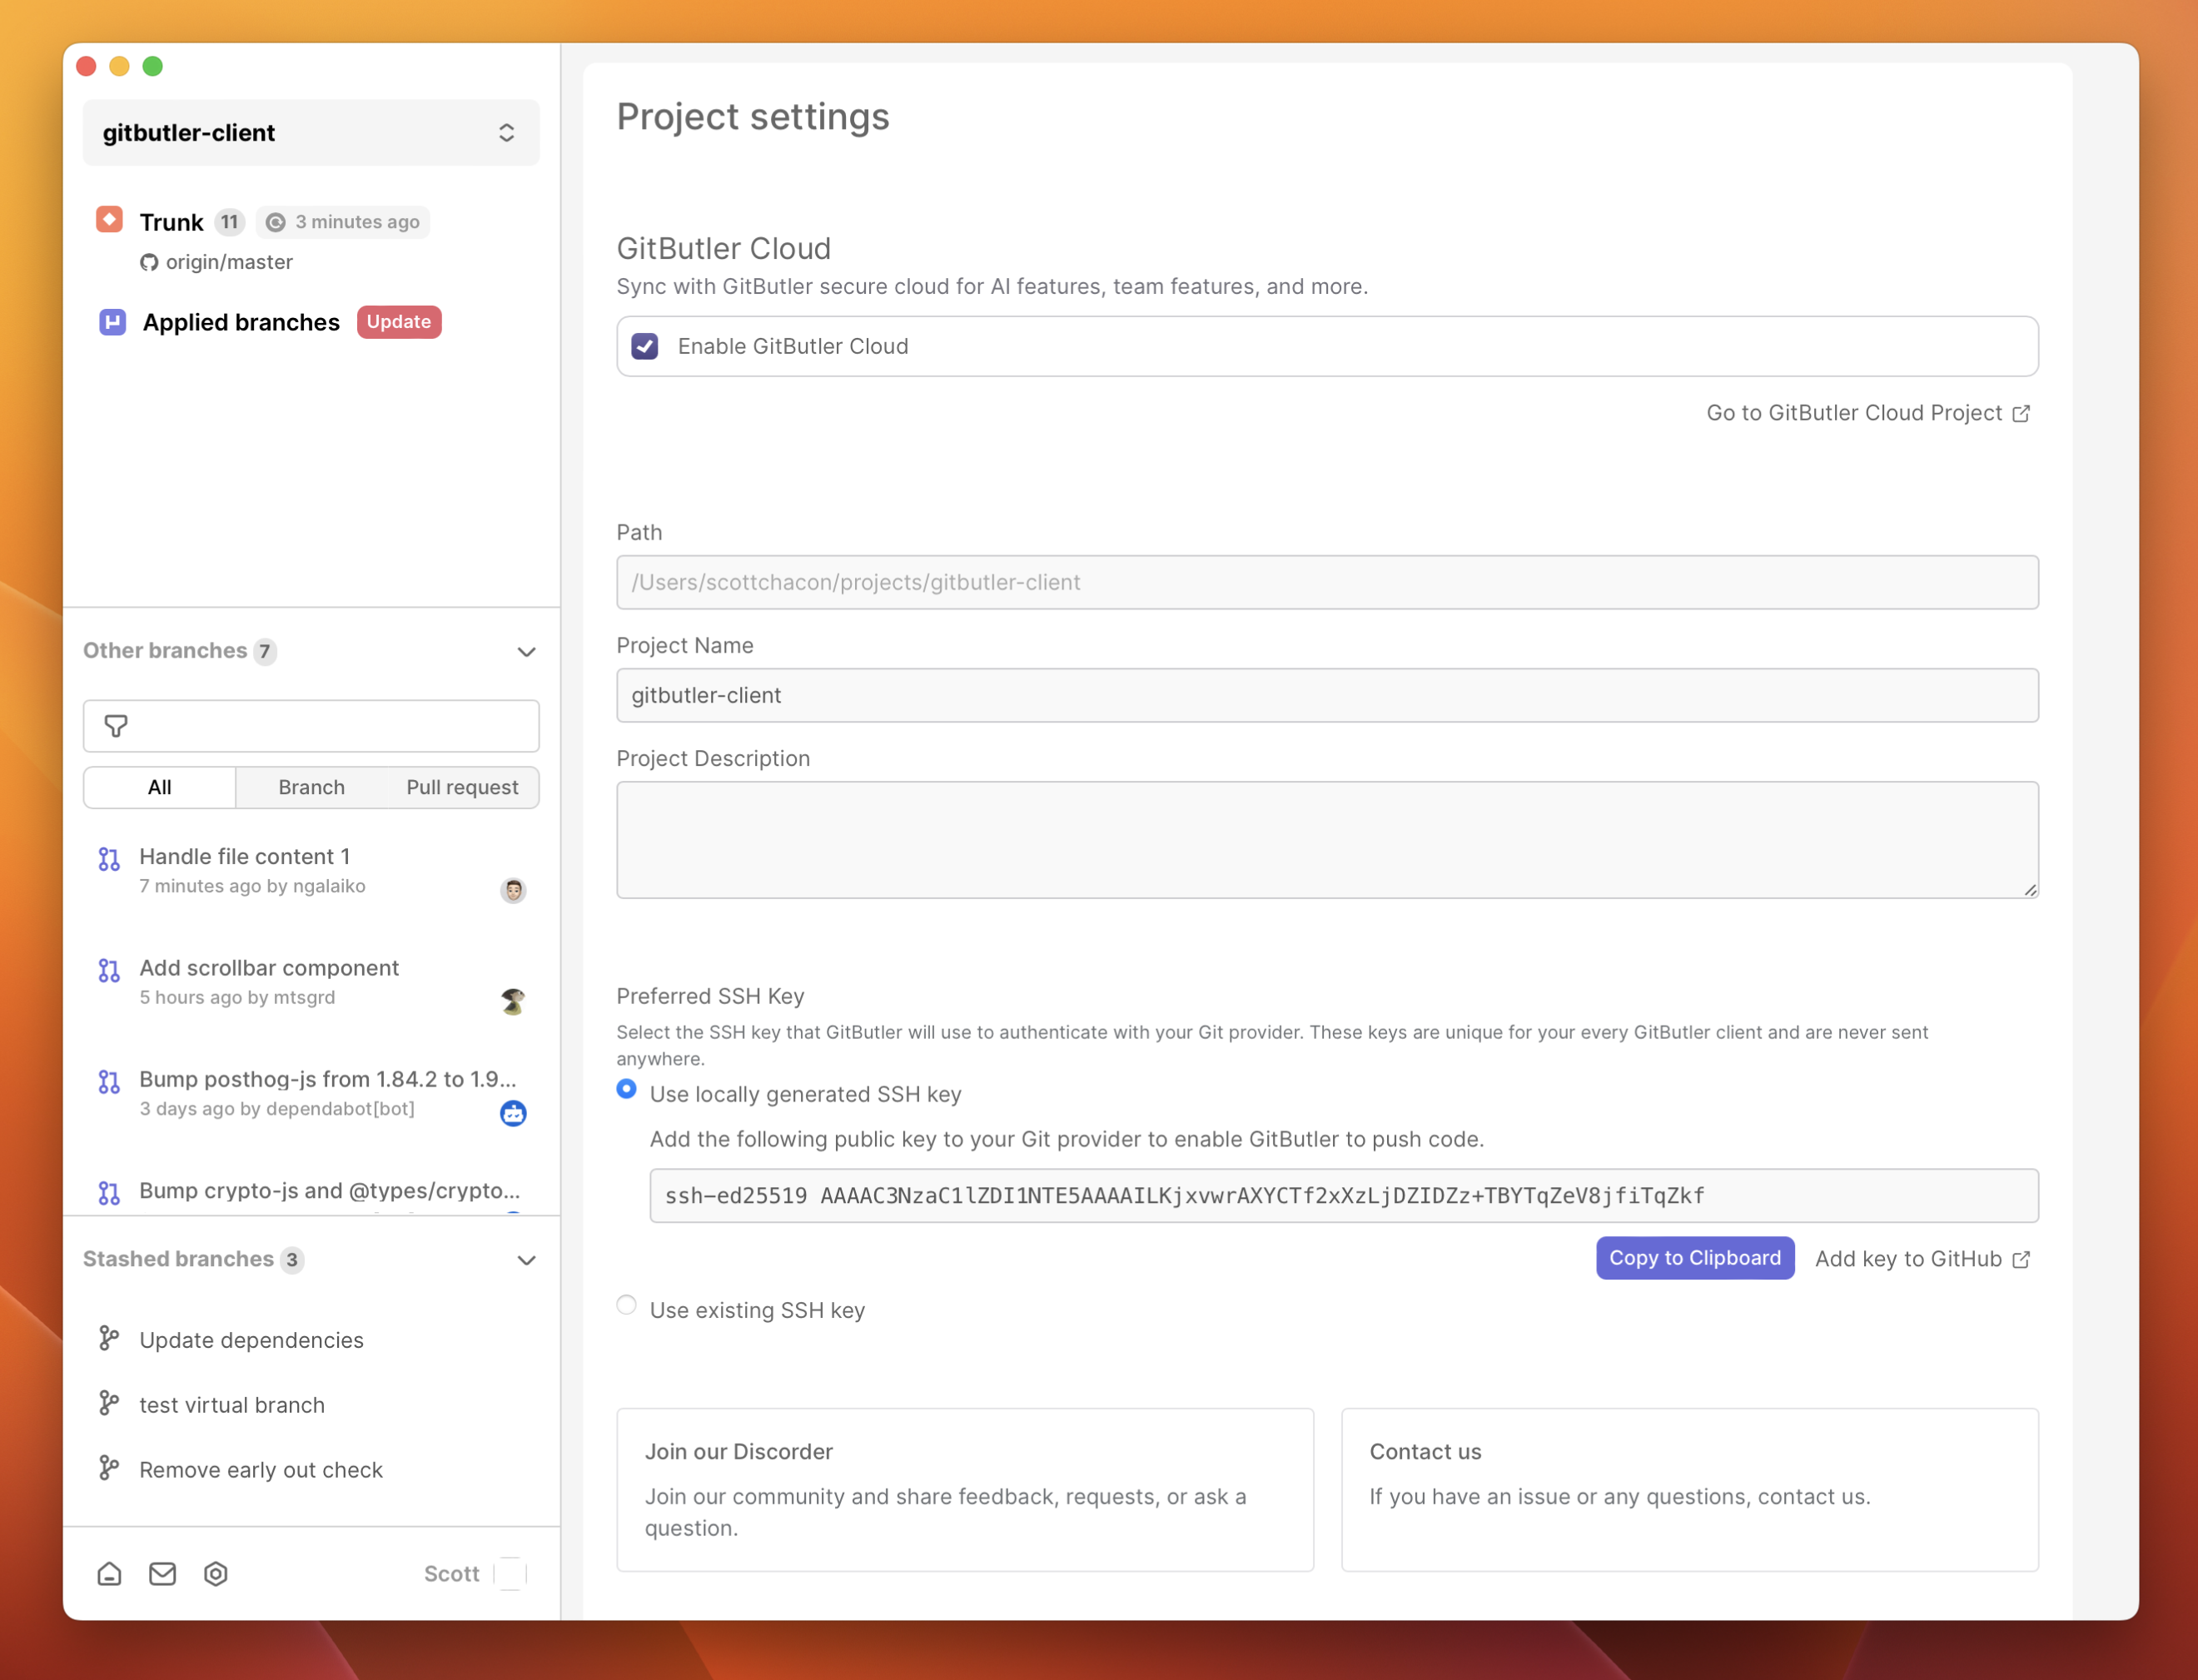 gitbutler-client
Trunk 11 3 minutes ago
origin/master
Applied branches Update
Other branches 7
All Branch Pull request
Handle file content 1
7 minutes ago by ngalaiko
Add scrollbar component
5 hours ago by mtsgrd
Bump posthog-js from 1.84.2 to 1.9...
3 days ago by dependabot[bot]
Bump crypto-js and @types/crypto...
Stashed branches 3
Update dependencies
test virtual branch
Remove early out check
Scott
Project settings
GitButler Cloud
Sync with GitButler secure cloud for AI features, team features, and more.
Enable GitButler Cloud
Go to GitButler Cloud Project
Path
/Users/scottchacon/projects/gitbutler-client
Project Name
gitbutler-client
Project Description
Preferred SSH Key
Select the SSH key that GitButler will use to authenticate with your Git provider. These keys are unique for your every GitButler client and are never sent
anywhere.
Use locally generated SSH key
Add the following public key to your Git provider to enable GitButler to push code.
ssh-ed25519 AAAAC3NzaC1lZDI1NTE5AAAAILKjxvwrAXYCTf2xXzLjDZIDZz+TBYTqZeV8jfiTqZkf
Copy to Clipboard Add key to GitHub
Use existing SSH key
Join our Discorder
Join our community and share feedback, requests, or ask a
question.
Contact us
If you have an issue or any questions, contact us.